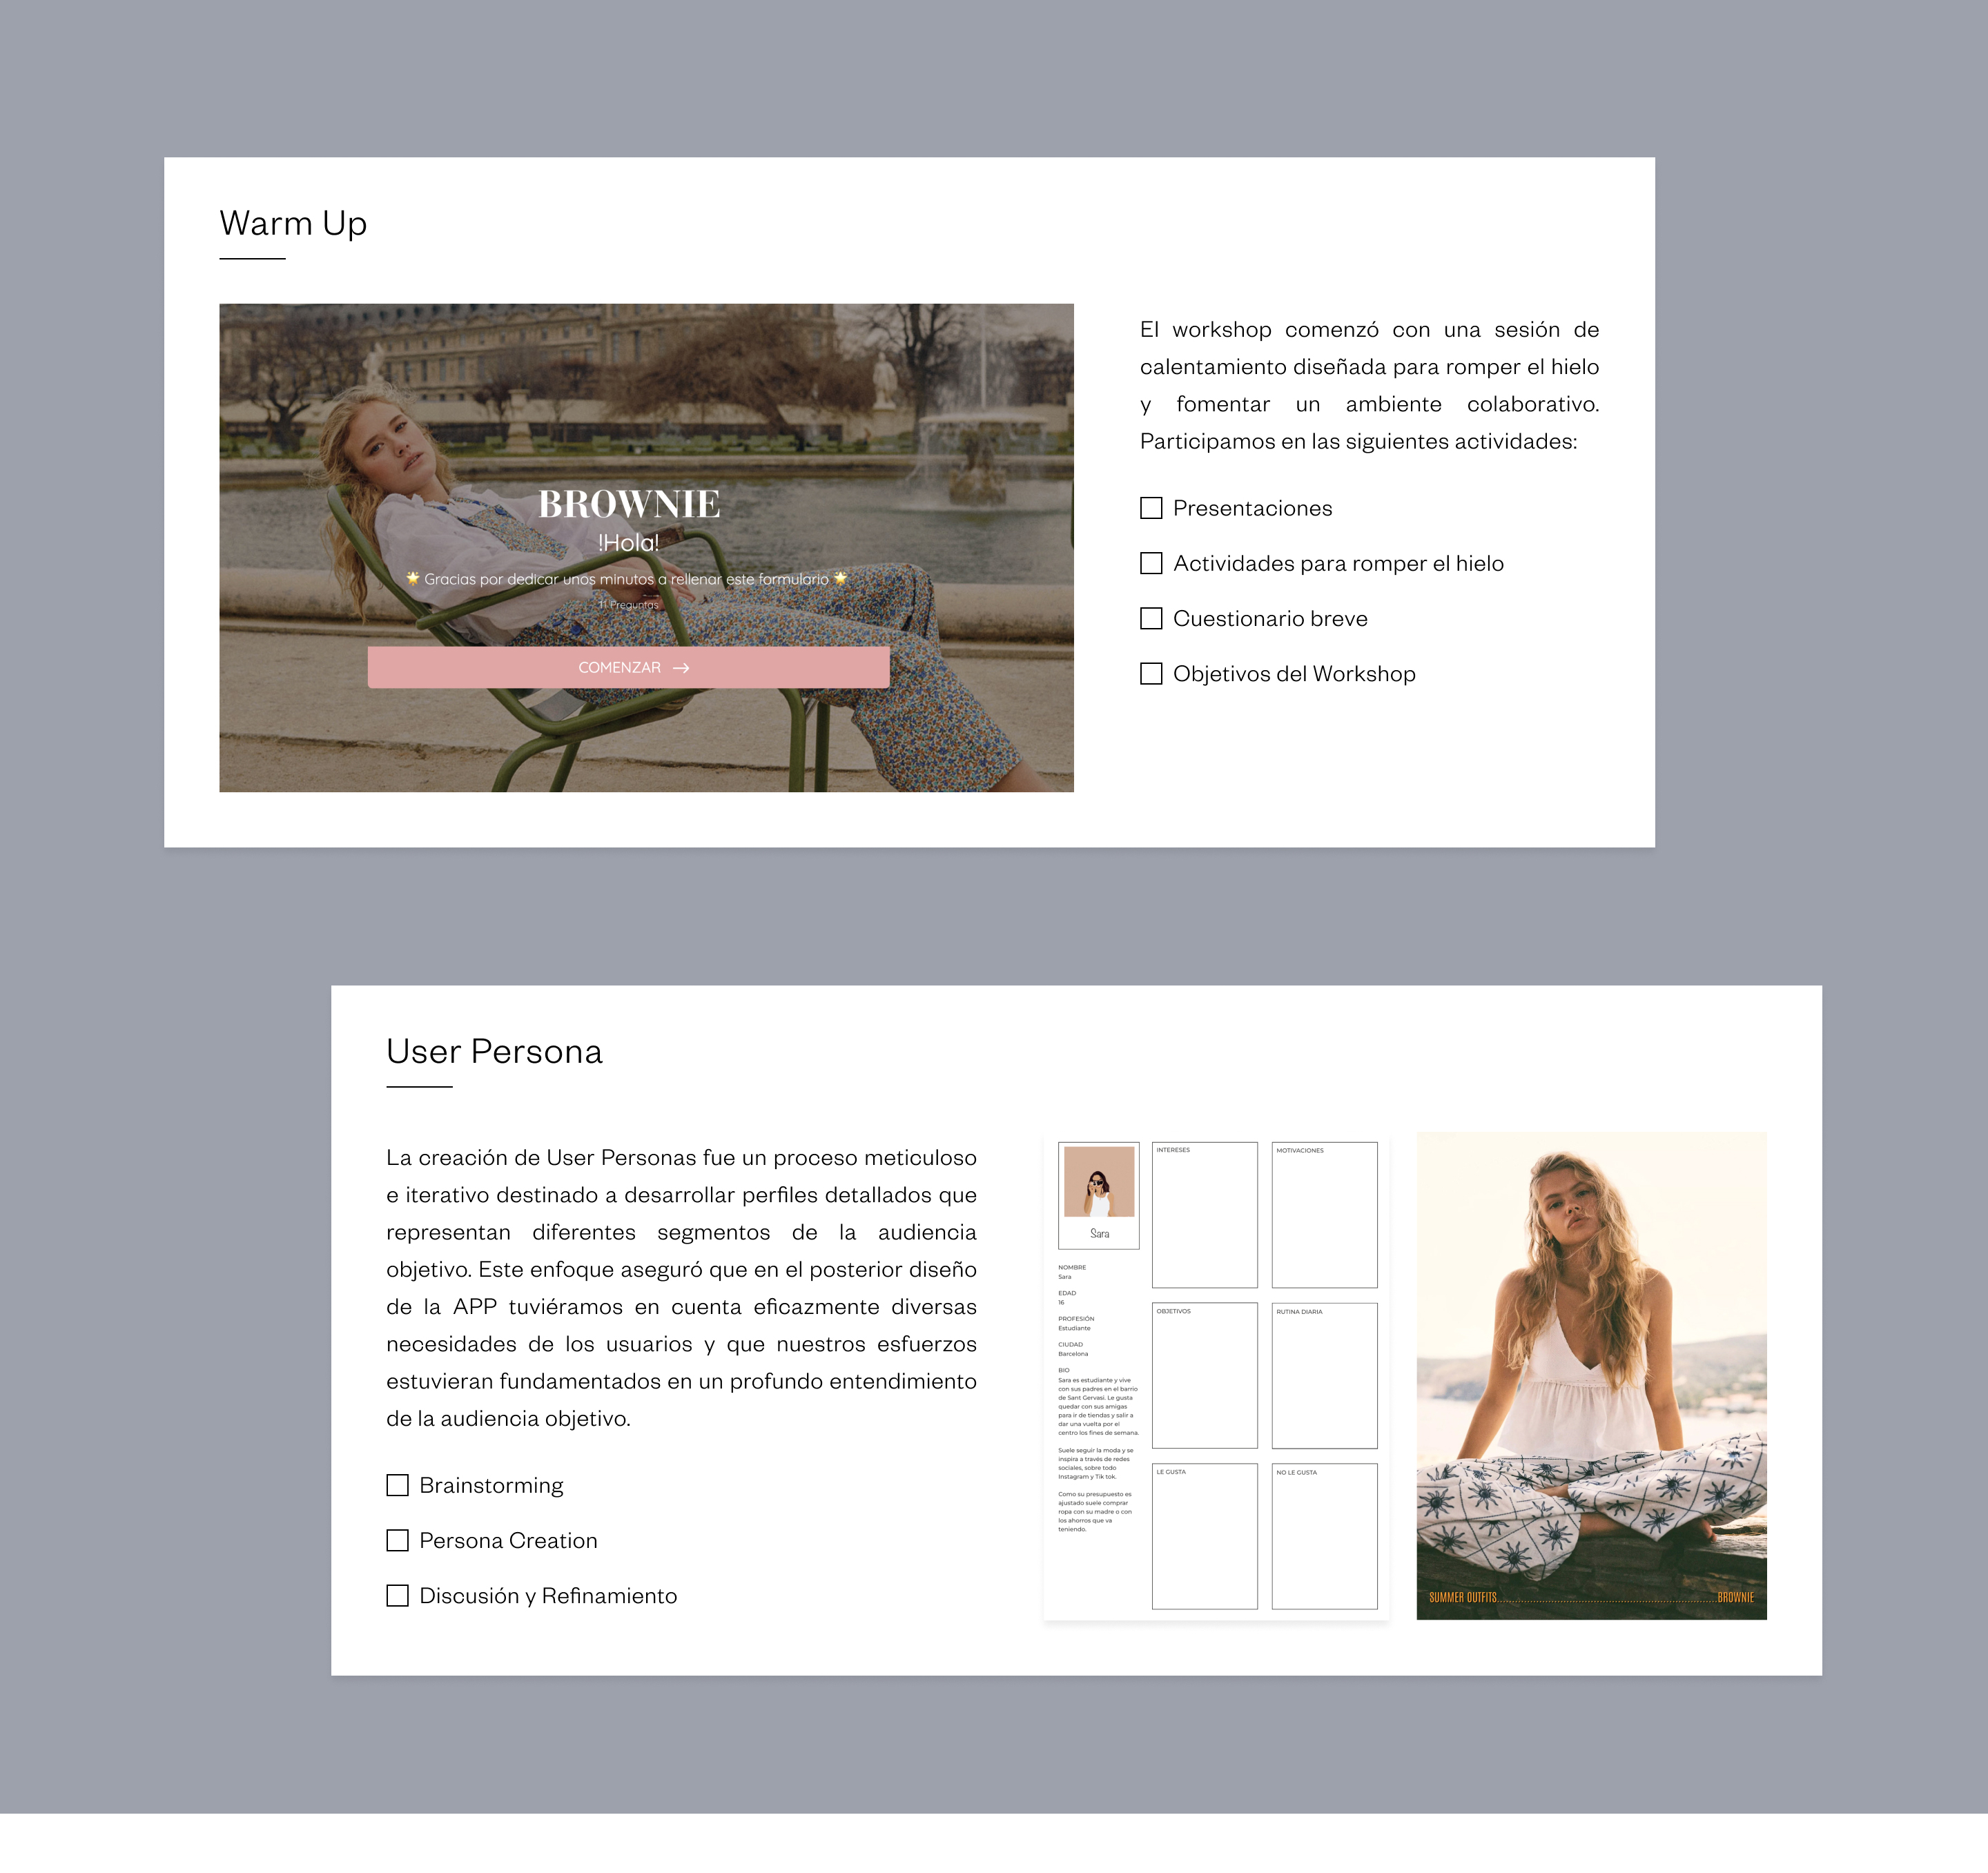 Warm Up
BROWNIE
!Hola!
🌟 Gracias por dedicar unos minutos a rellenar este formulario 🌟
11 Preguntas
COMENZAR →
El workshop comenzó con una sesión de
calentamiento diseñada para romper el hielo
y fomentar un ambiente colaborativo.
Participamos en las siguientes actividades:
Presentaciones
Actividades para romper el hielo
Cuestionario breve
Objetivos del Workshop
User Persona
La creación de User Personas fue un proceso meticuloso
e iterativo destinado a desarrollar perfiles detallados que
representan diferentes segmentos de la audiencia
objetivo. Este enfoque aseguró que en el posterior diseño
de la APP tuviéramos en cuenta eficazmente diversas
necesidades de los usuarios y que nuestros esfuerzos
estuvieran fundamentados en un profundo entendimiento
de la audiencia objetivo.
Brainstorming
Persona Creation
Discusión y Refinamiento
Sara
NOMBRE
Sara
EDAD
16
PROFESIÓN
Estudiante
CIUDAD
Barcelona
BIO
Sara es estudiante y vive
con sus padres en el barrio
de Sant Gervasi. Le gusta
quedar con sus amigas
para ir de tiendas y salir a
dar una vuelta por el
centro los fines de semana.
Suele seguir la moda y se
inspira a través de redes
sociales, sobre todo
Instagram y Tik tok.
Como su presupuesto es
ajustado suele comprar
ropa con su madre o con
los ahorros que va
teniendo.
INTERESES
MOTIVACIONES
OBJETIVOS
RUTINA DIARIA
LE GUSTA
NO LE GUSTA
SUMMER OUTFITS
BROWNIE